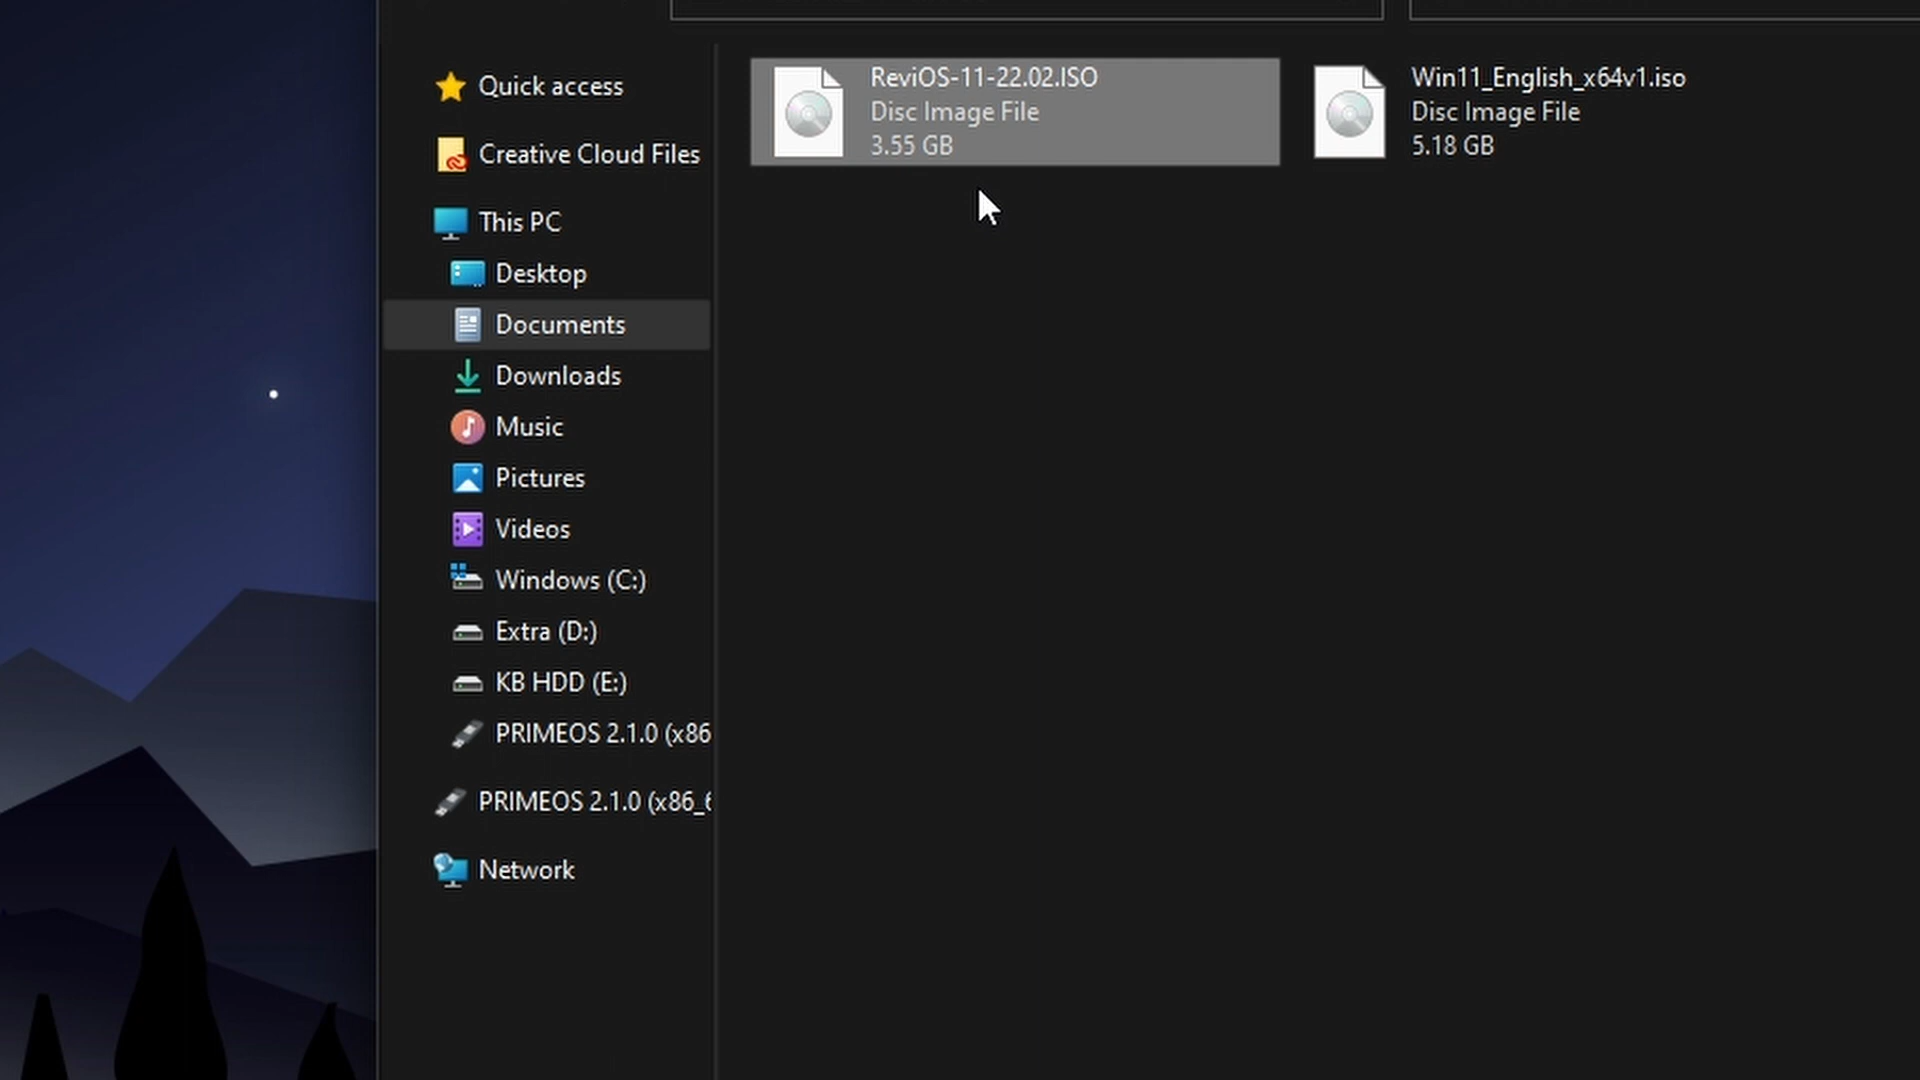 Quick access
Creative Cloud Files
This PC
Desktop
Documents
Downloads
Music
Pictures
Videos
Windows (C:)
Extra (D:)
KB HDD (E:)
PRIMEOS 2.1.0 (x86
PRIMEOS 2.1.0 (x86_6
Network
ReviOS-11-22.02.ISO
Disc Image File
3.55 GB
Win11_English_x64v1.iso
Disc Image File
5.18 GB